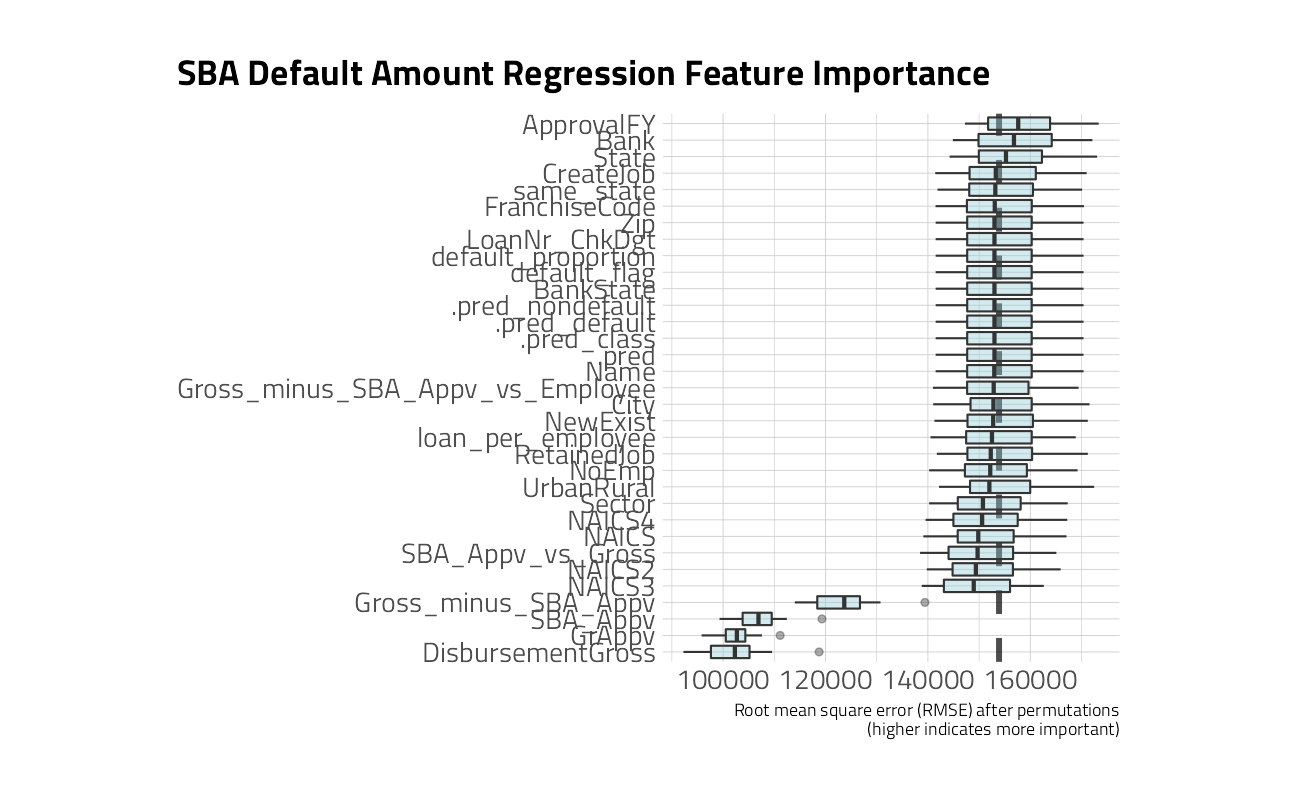 SBA Default Amount Regression Feature Importance
ApprovalFY
Bank
State
CreateJob
same_state
FranchiseCode
Zip
LoanNr_ChkDgt
default_proportion
default_flag
BankState
.pred_nondefault
.pred_default
.pred_class
.pred
Name
Gross_minus_SBA_Appv_vs_Employee
City
NewExist
loan_per_employee
RetainedJob
NoEmp
UrbanRural
Sector
NAICS4
NAICS
SBA_Appv_vs_Gross
NAICS2
NAICS3
Gross_minus_SBA_Appv
SBA_Appv
GrAppv
DisbursementGross
100000 120000 140000 160000
Root mean square error (RMSE) after permutations
(higher indicates more important)